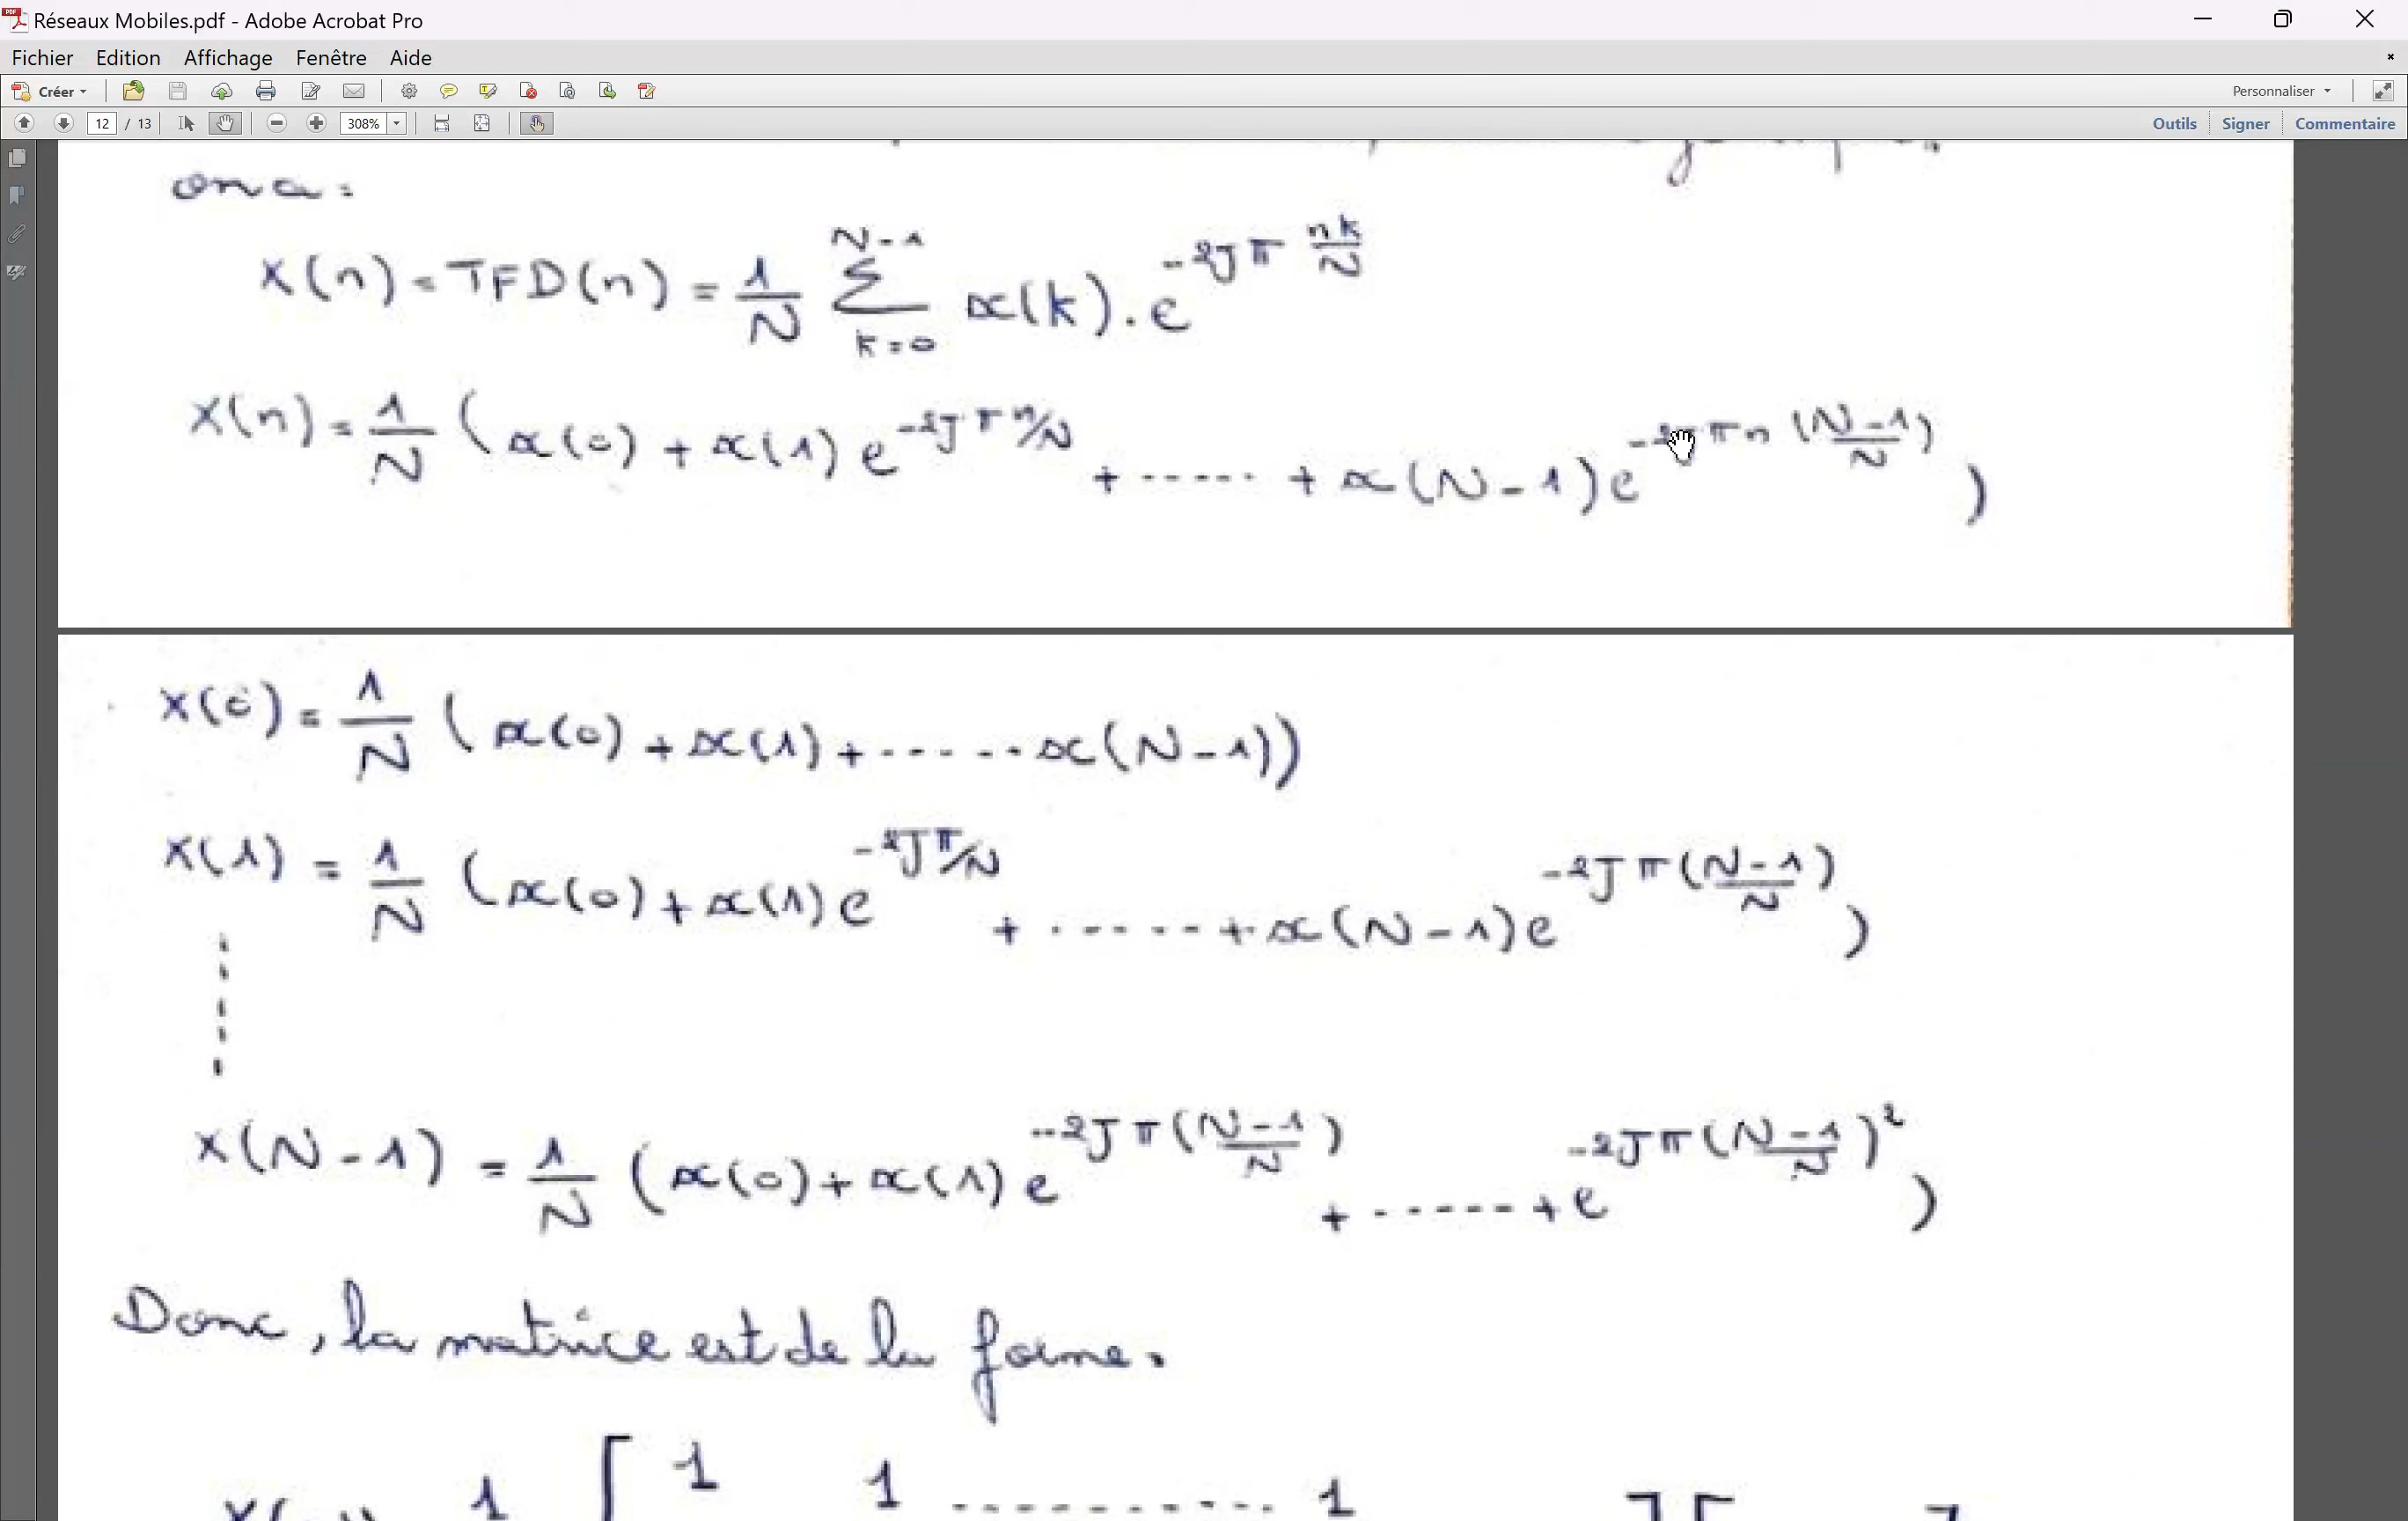 Réseaux Mobiles.pdf - Adobe Acrobat Pro
Fichier Edition Affichage Fenêtre Aide
Créer Personnaliser
12 / 13 308% Outils Signer Commentaire
on a :
X(n) = TFD(n) = 1/N Σ_{k=0}^{N-1} x(k) . e^{-2Jπ nk/N}
X(n) = 1/N (x(0) + x(1) e^{-2Jπ n/N} + ----- + x(N-1) e^{-2Jπn (N-1)/N})
X(0) = 1/N (x(0) + x(1) + ------ x(N-1))
X(1) = 1/N (x(0) + x(1) e^{-2Jπ/N} + ------ + x(N-1) e^{-2Jπ((N-1)/N)})
X(N-1) = 1/N (x(0) + x(1) e^{-2Jπ((N-1)/N)} + ------ + e^{-2Jπ((N-1)/N)^2})
Donc, la matrice est de la forme.
1 [ 1 1 ---------- 1 ] [ ]